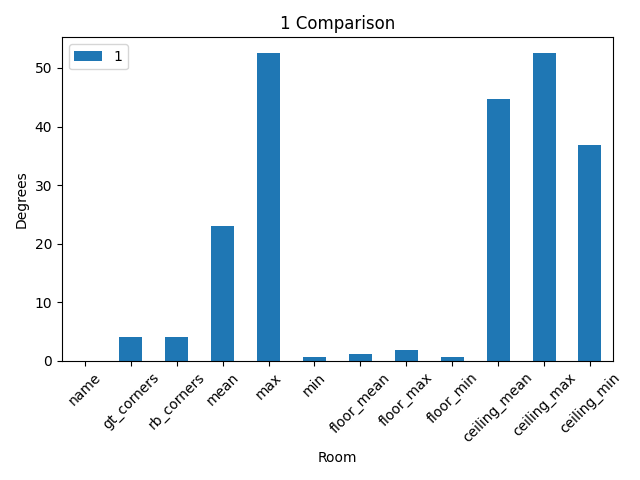 1 Comparison
1
Degrees
50
40
30
20
10
0
name
gt_corners
rb_corners
mean
max
min
floor_mean
floor_max
floor_min
ceiling_mean
ceiling_max
ceiling_min
Room